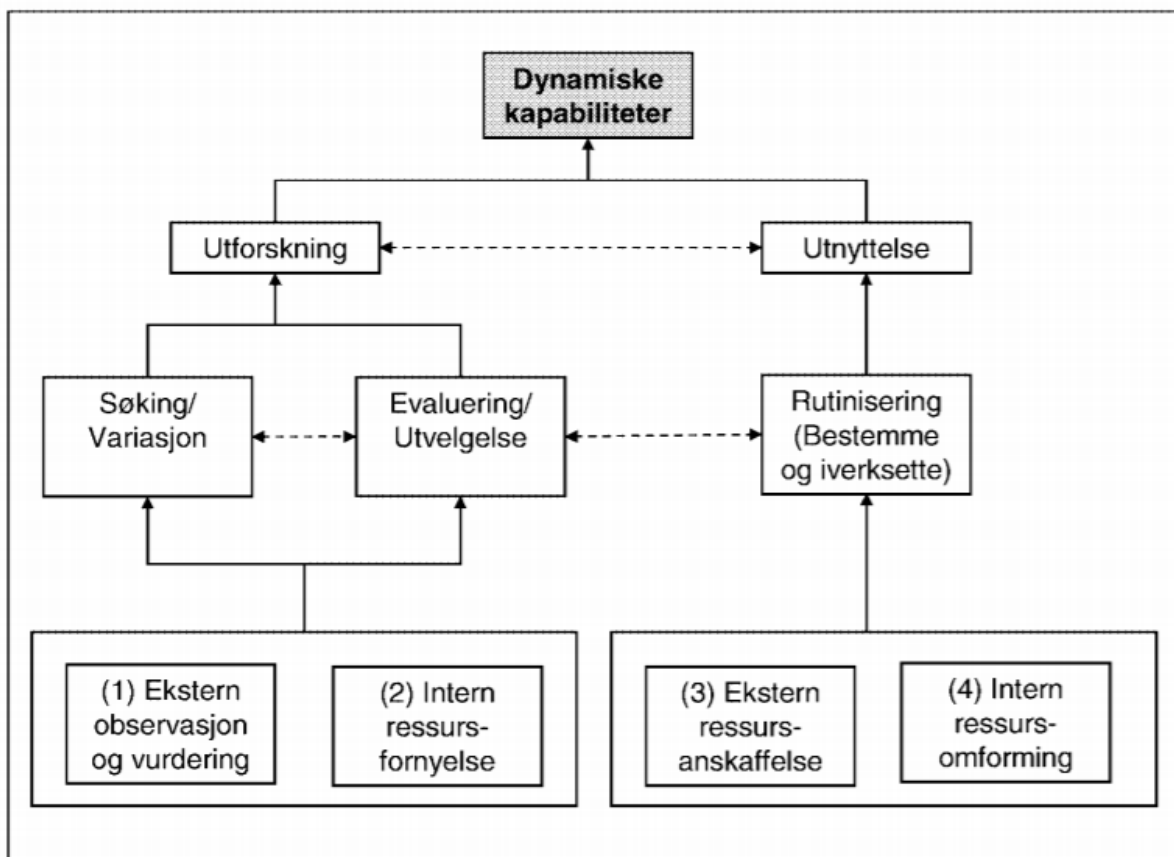 Dynamiske
kapabiliteter
Utforskning
Utnyttelse
Søking/
Variasjon
Evaluering/
Utvelgelse
Rutinisering
(Bestemme
og iverksette)
(1) Ekstern
observasjon
og vurdering
(2) Intern
ressurs-
fornyelse
(3) Ekstern
ressurs-
anskaffelse
(4) Intern
ressurs-
omforming